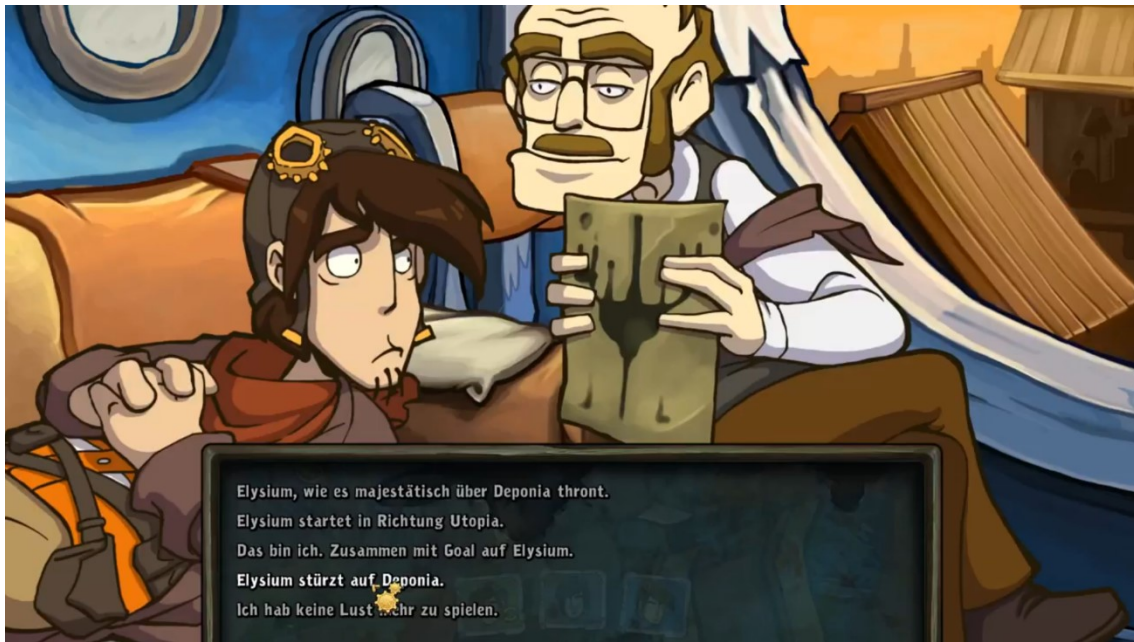 Elysium, wie es majestätisch über Deponia thront.
Elysium startet in Richtung Utopia.
Das bin ich. Zusammen mit Goal auf Elysium.
Elysium stürzt auf Deponia.
Ich hab keine Lust mehr zu spielen.